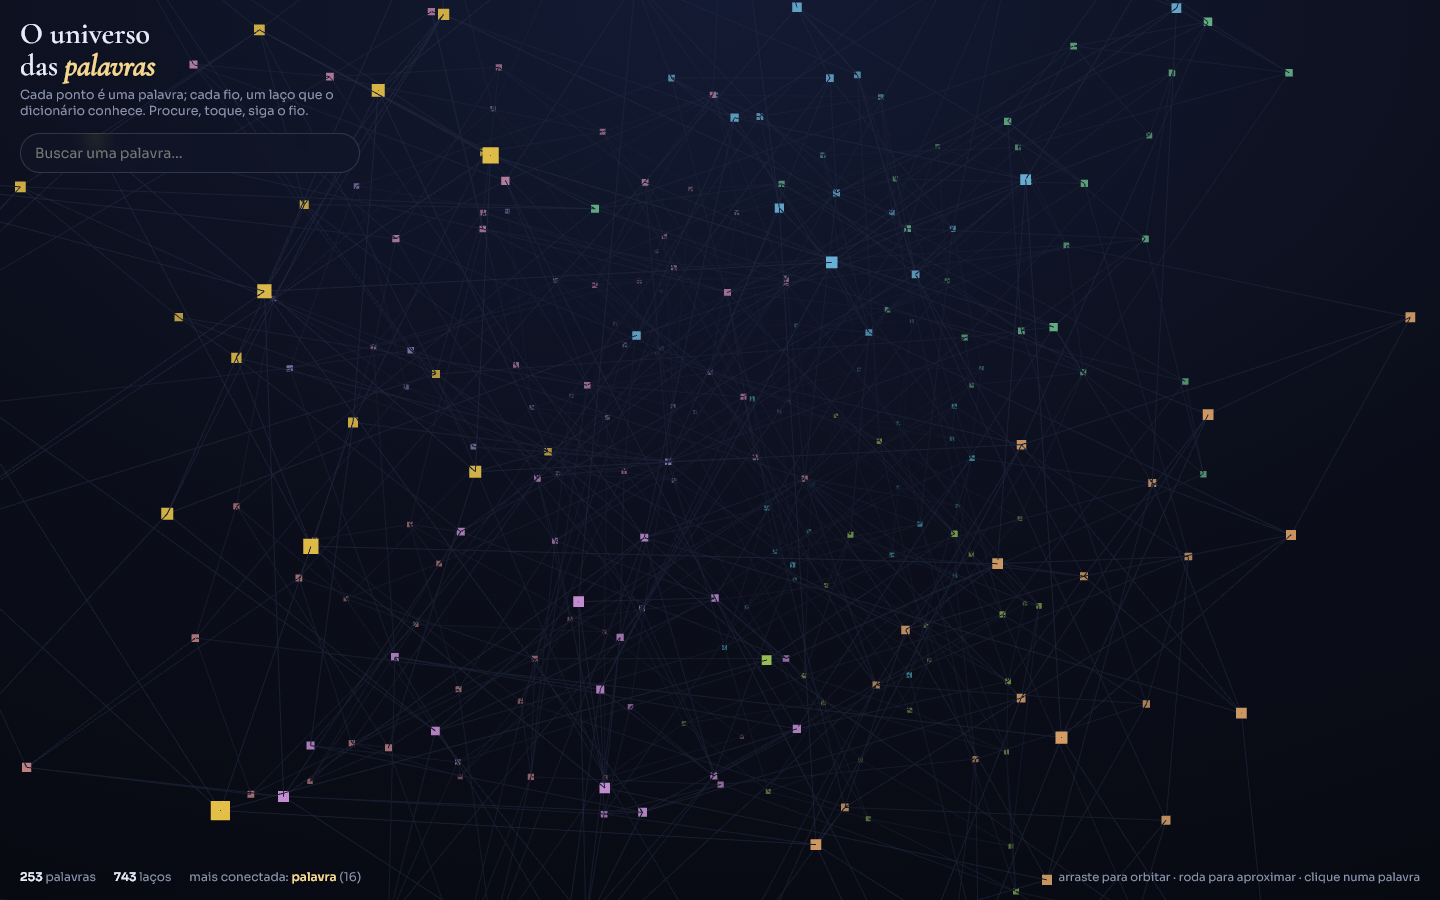 O universo
das palavras
Cada ponto é uma palavra; cada fio, um laço que o
dicionário conhece. Procure, toque, siga o fio.
Buscar uma palavra...
253 palavras 743 laços mais conectada: palavra (16)
arraste para orbitar · roda para aproximar · clique numa palavra